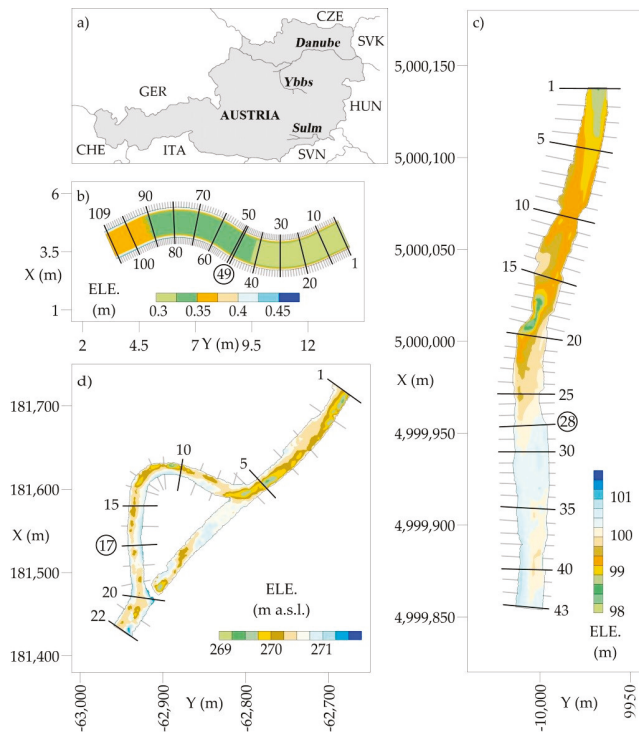 a)
CZE
Danube
SVK
GER
Ybbs
AUSTRIA
HUN
Sulm
CHE
ITA
SVN
6
3.5
X (m)
1
b)
109
90
70
50
30
10
100
80
60
49
40
20
1
ELE.
(m)
0.3
0.35
0.4
0.45
2
4.5
7
Y (m)
9.5
12
c)
5,000,150
5,000,100
5,000,050
5,000,000
X (m)
4,999,950
4,999,900
4,999,850
1
5
10
15
20
25
28
30
35
40
43
101
100
99
98
ELE.
(m)
-10,000
9950
Y (m)
d)
181,700
181,600
X (m)
181,500
181,400
1
5
10
15
17
20
22
ELE.
(m a.s.l.)
269
270
271
-63,000
-62,900
-62,800
-62,700
Y (m)